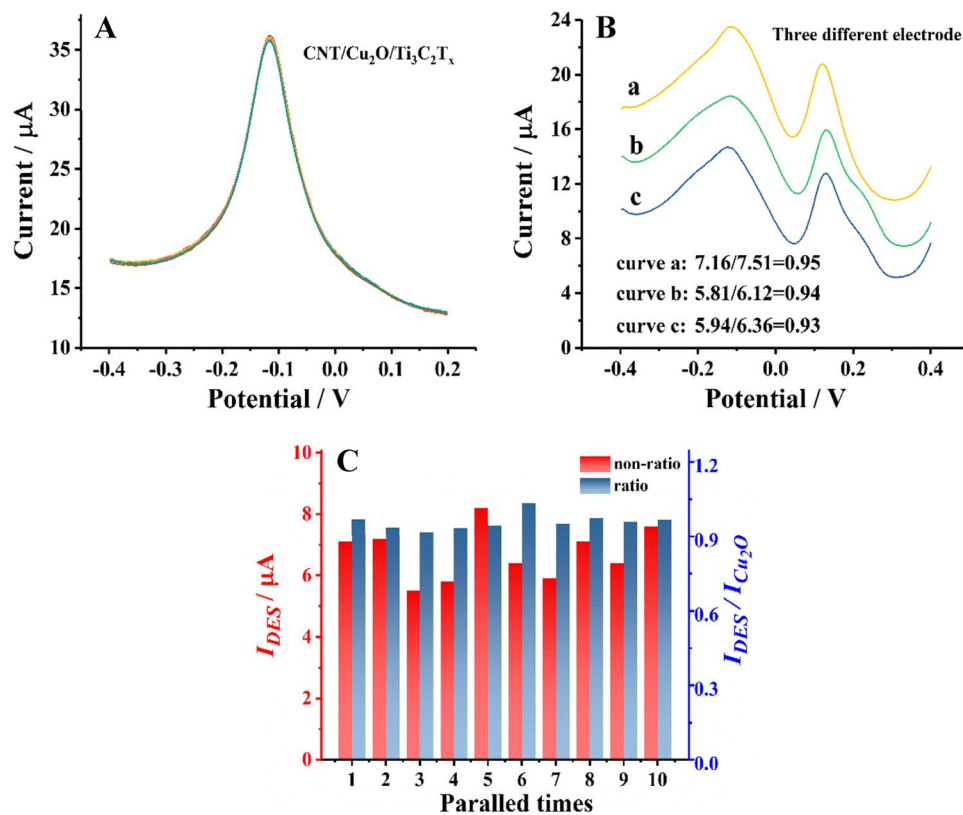 A
CNT/Cu₂O/Ti₃C₂Tₓ
Current / μA
35
30
25
20
15
10
-0.4
-0.3
-0.2
-0.1
0.0
0.1
0.2
Potential / V
B
Three different electrode
Current / μA
24
20
16
12
8
4
0
a
b
c
curve a: 7.16/7.51=0.95
curve b: 5.81/6.12=0.94
curve c: 5.94/6.36=0.93
-0.4
-0.2
0.0
0.2
0.4
Potential / V
C
non-ratio
ratio
I_DES / μA
10
8
6
4
2
0
1.2
0.9
0.6
0.3
0.0
I_DES / I_Cu₂O
1 2 3 4 5 6 7 8 9 10
Paralled times